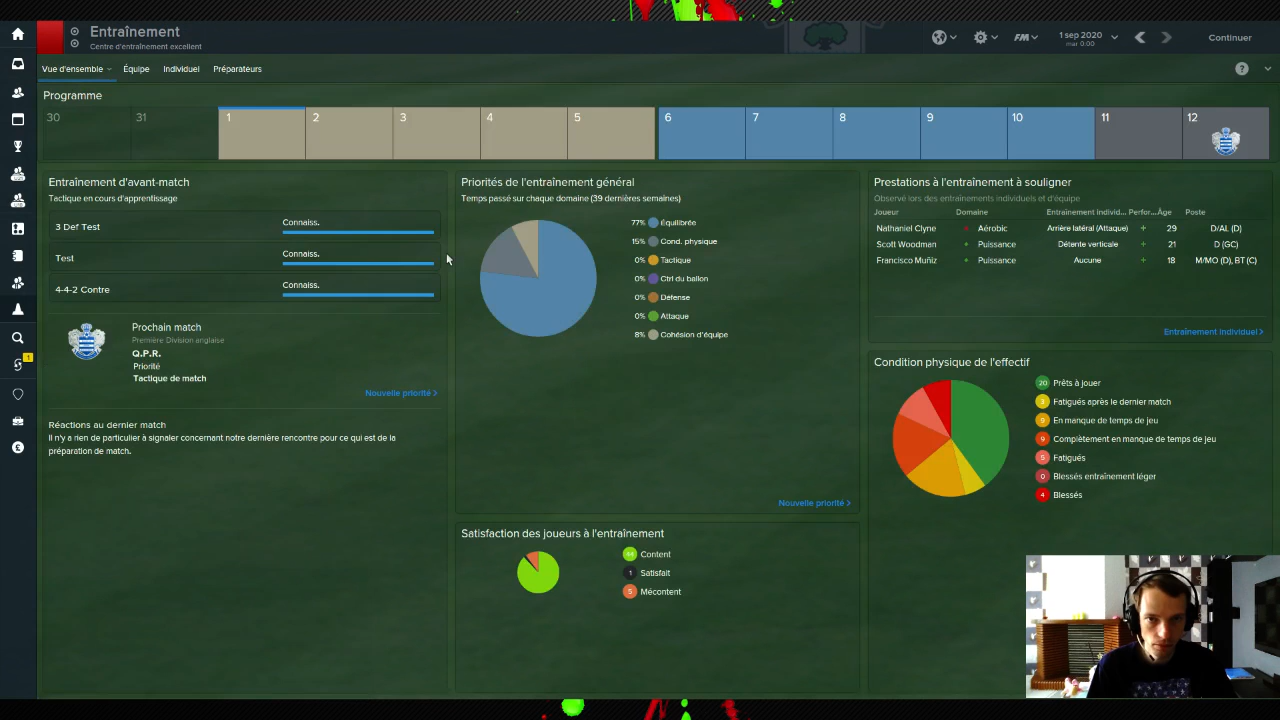 Entraînement
Centre d'entraînement excellent
FM
1 sep 2020
mar 0.00
Continuer
Vue d'ensemble
Équipe
Individuel
Préparateurs
?
Programme
30
31
1
2
3
4
5
6
7
8
9
10
11
12
Entraînement d'avant-match
Tactique en cours d'apprentissage
3 Def Test
Connaiss.
Test
Connaiss.
4-4-2 Contre
Connaiss.
Prochain match
Première Division anglaise
Q.P.R.
Priorité
Tactique de match
Nouvelle priorité >
Réactions au dernier match
Il n'y a rien de particulier à signaler concernant notre dernière rencontre pour ce qui est de la
préparation de match.
Priorités de l'entraînement général
Temps passé sur chaque domaine (39 dernières semaines)
77% Équilibrée
15% Cond. physique
0% Tactique
0% Ctrl du ballon
0% Défense
0% Attaque
8% Cohésion d'équipe
Nouvelle priorité >
Satisfaction des joueurs à l'entraînement
Content
1 Satisfait
5 Mécontent
Prestations à l'entraînement à souligner
Observé lors des entraînements individuels et d'équipe
Joueur Domaine Entraînement individ... Perfor... Âge Poste
Nathaniel Clyne Aérobic Arrière latéral (Attaque) + 29 D/AL (D)
Scott Woodman Puissance Détente verticale + 21 D (GC)
Francisco Muñiz Puissance Aucune + 18 M/MO (D), BT (C)
Entraînement individuel >
Condition physique de l'effectif
20 Prêts à jouer
3 Fatigués après le dernier match
9 En manque de temps de jeu
9 Complètement en manque de temps de jeu
5 Fatigués
0 Blessés entraînement léger
4 Blessés
1